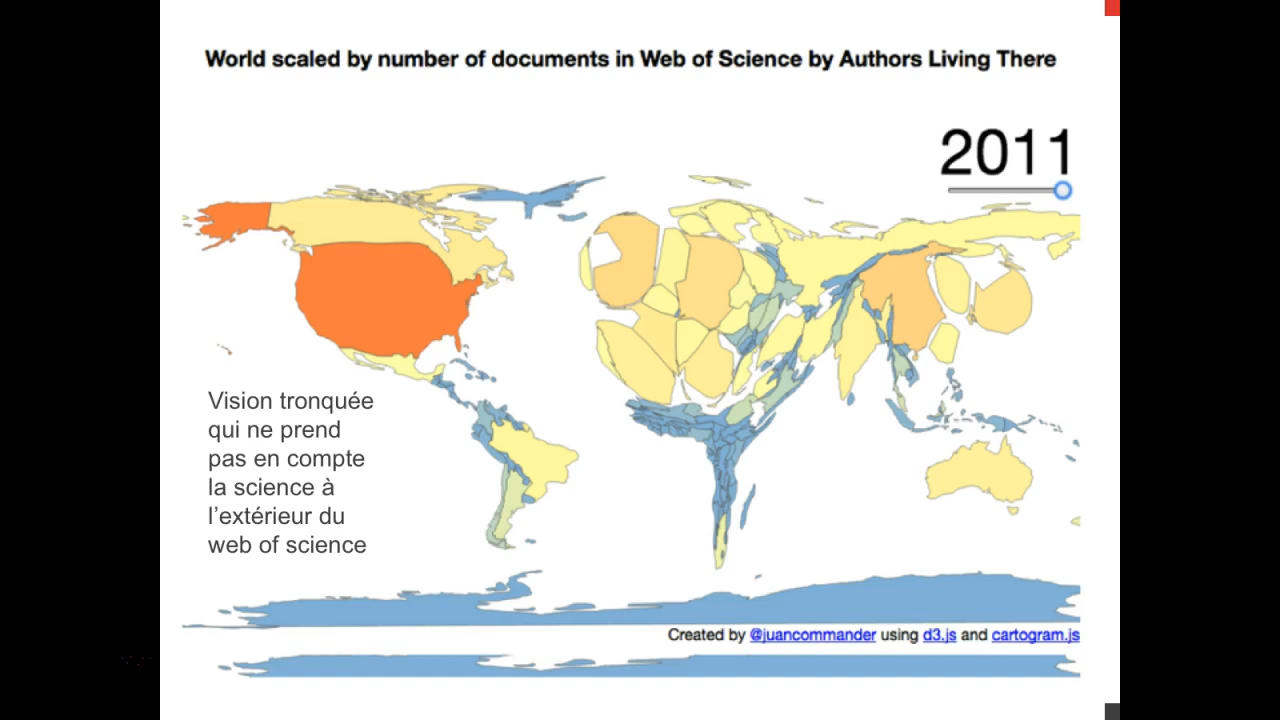 World scaled by number of documents in Web of Science by Authors Living There
2011
Vision tronquée
qui ne prend
pas en compte
la science à
l’extérieur du
web of science
Created by @juancommander using d3.js and cartogram.js